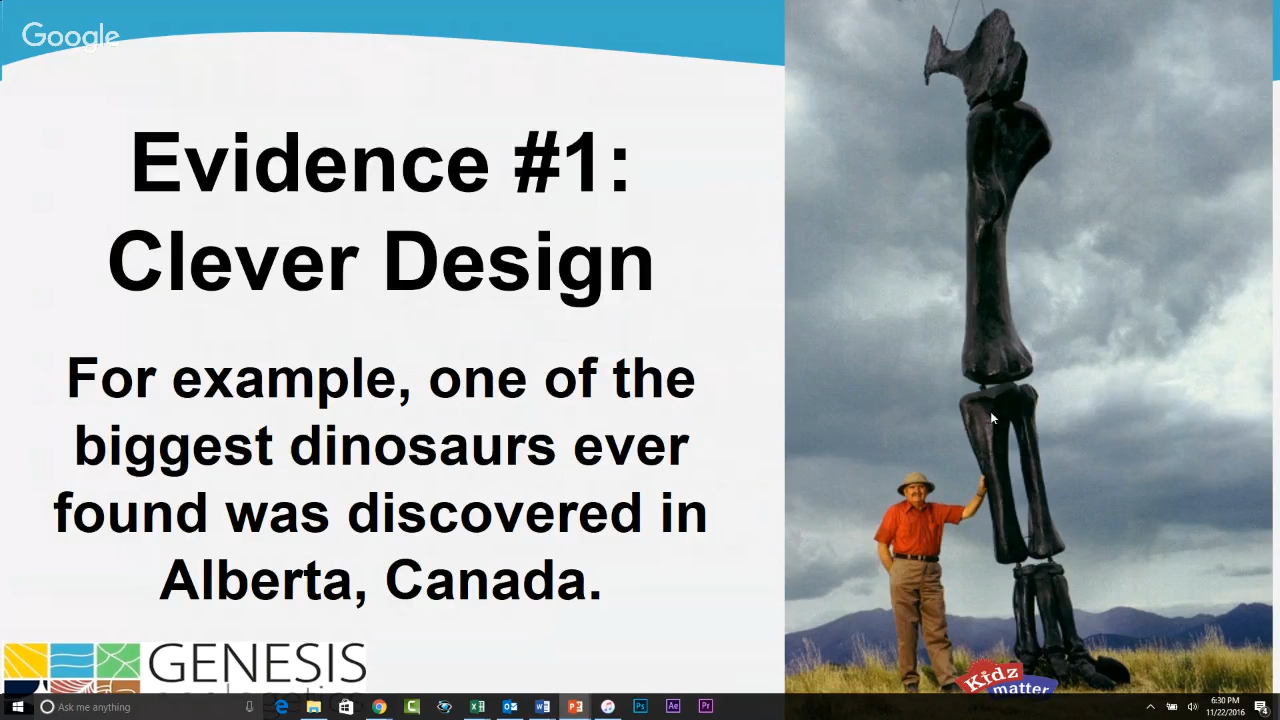 Google
Evidence #1:
Clever Design
For example, one of the
biggest dinosaurs ever
found was discovered in
Alberta, Canada.
GENESIS
Kidz
matter
Ask me anything
6:30 PM
11/22/2016